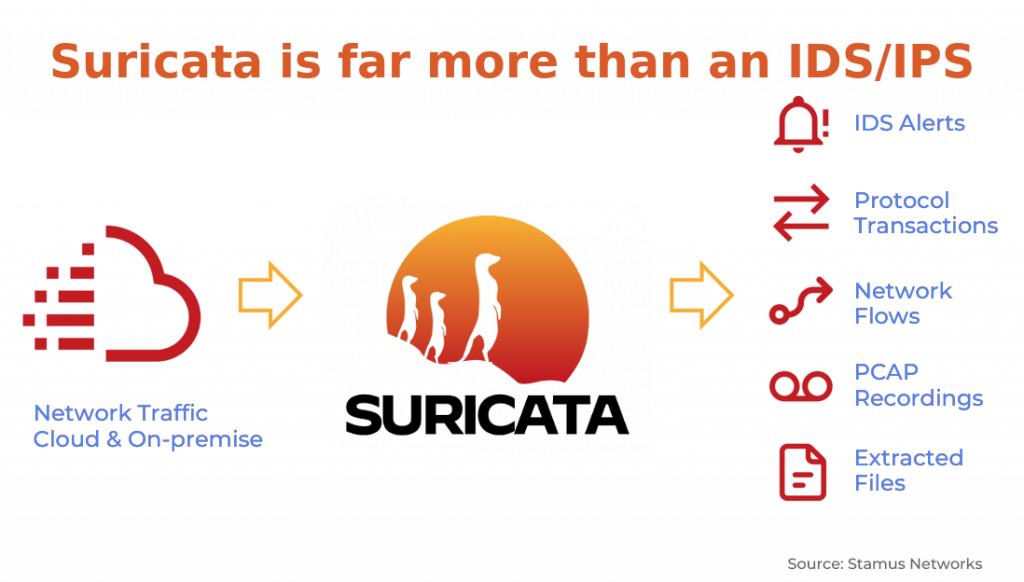 Suricata is far more than an IDS/IPS
IDS Alerts
Protocol
Transactions
Network
Flows
PCAP
Recordings
Extracted
Files
Network Traffic
Cloud & On-premise
SURICATA
Source: Stamus Networks